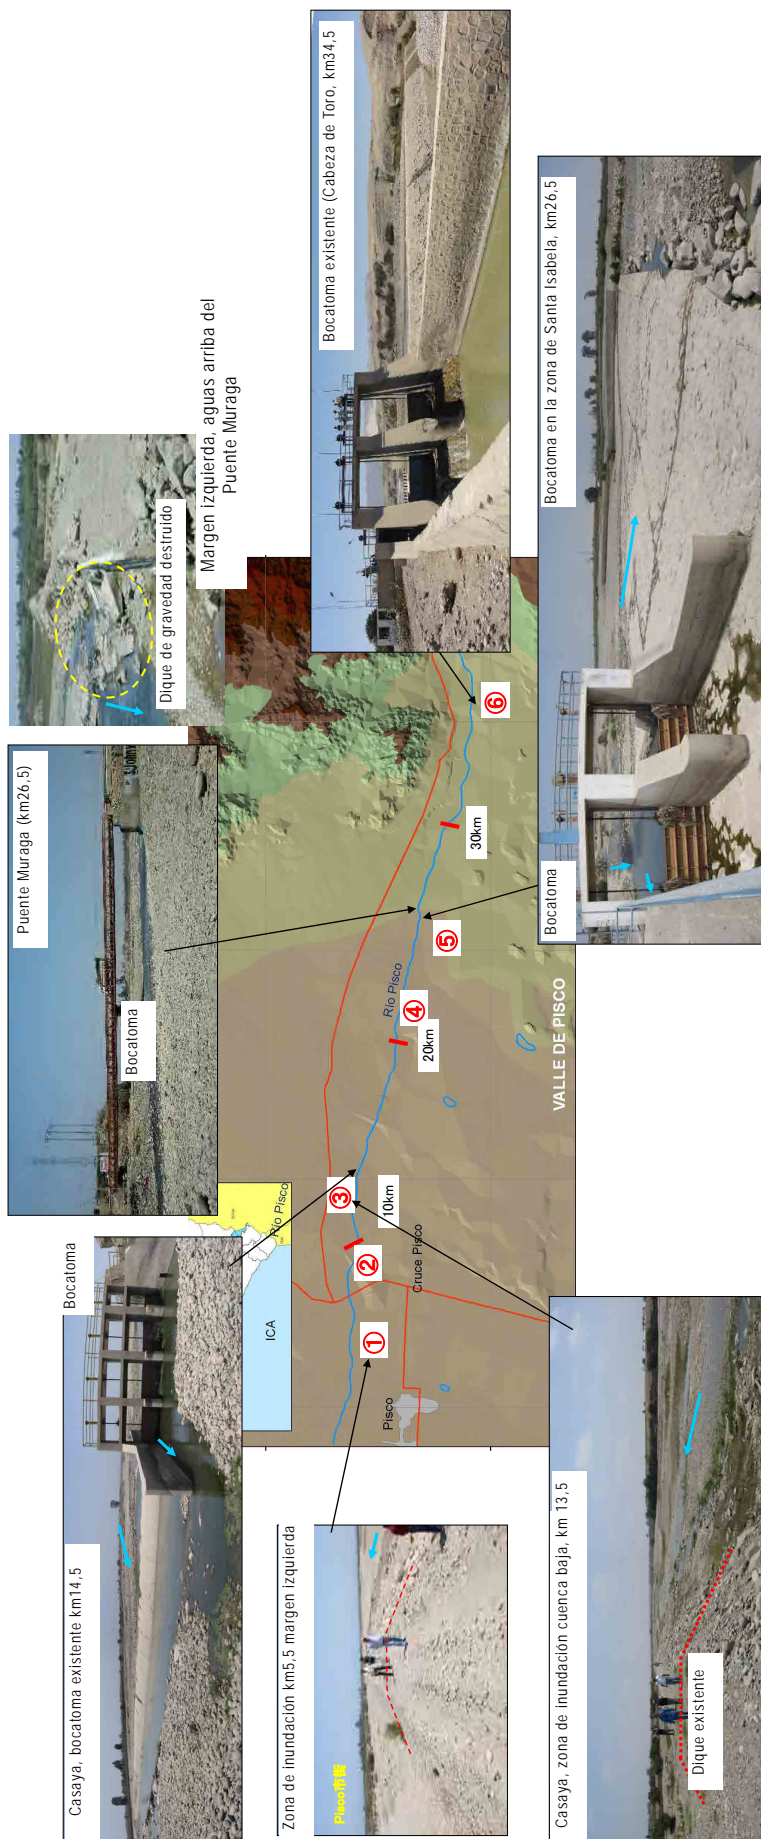 Casaya, bocatoma existente km14,5
Bocatoma
Puente Muraga (km26,5)
Bocatoma
Dique de gravedad destruido
Margen izquierda, aguas arriba del
Puente Muraga
Zona de inundación km5,5 margen izquierda
Pisco市街
ICA
Río Pisco
Pisco
Cruce Pisco
①
②
③
10km
④
20km
Río Pisco
⑤
30km
⑥
VALLE DE PISCO
Bocatoma existente (Cabeza de Toro, km34,5
Casaya, zona de inundación cuenca baja, km 13,5
Dique existente
Bocatoma
Bocatoma en la zona de Santa Isabela, km26,5